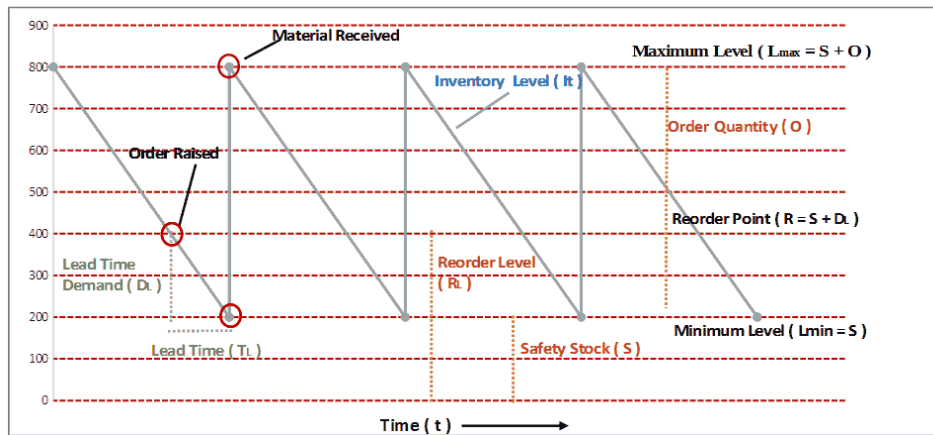 900
Material Received
Maximum Level ( Lmax = S + O )
800
Inventory Level ( It )
700
Order Quantity ( O )
600
Order Raised
500
Reorder Point ( R = S + DL )
400
Lead Time
Demand ( DL )
Reorder Level
( RL )
300
200
Minimum Level ( Lmin = S )
Lead Time ( TL )
Safety Stock ( S )
100
0
Time ( t )